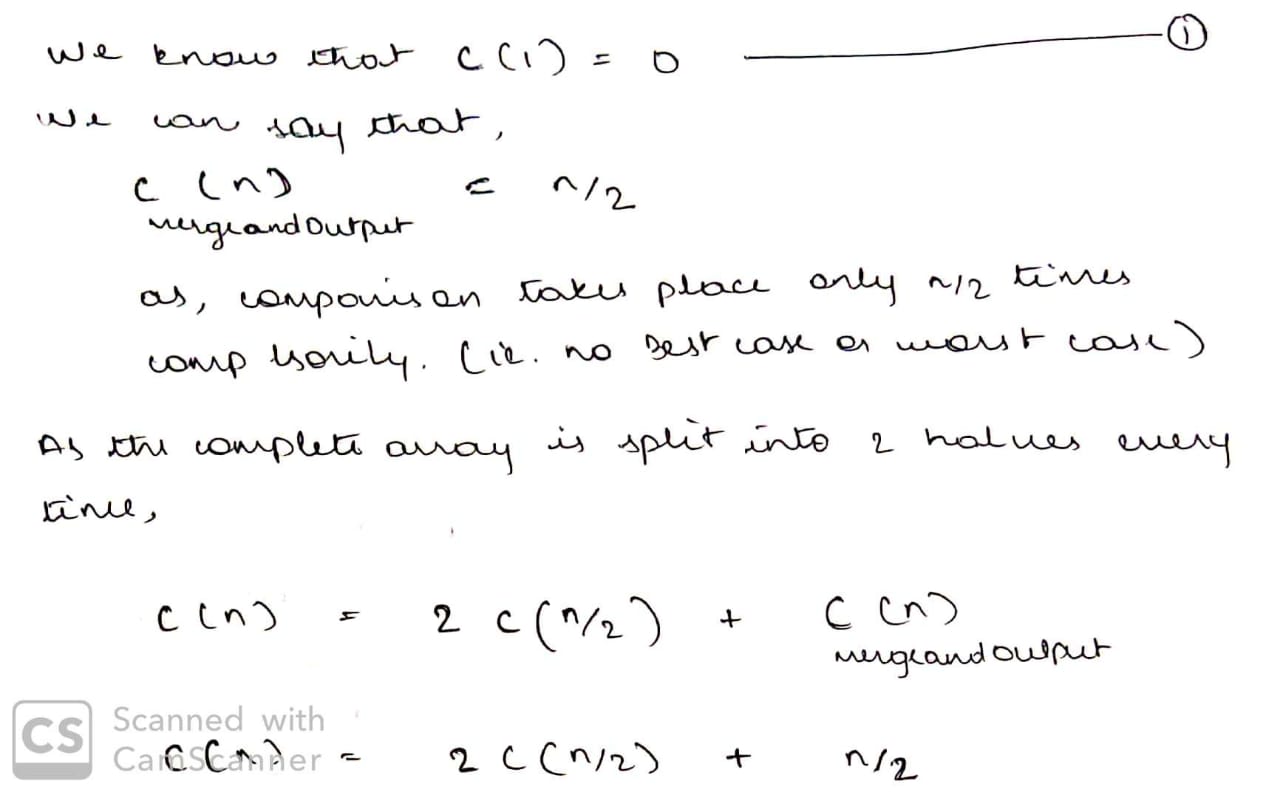 We know that C(1) = 0 ——— ①
We can say that,
C (n) = n/2
mergeandoutput
as, comparison takes place only n/2 times
compulsorily. (ie. no Best case or worst case)
As the complete array is split into 2 halves every
time,
C(n) = 2 C(n/2) + C (n)
mergeandoutput
CS Scanned with
CamScanner
C(n) = 2 C(n/2) + n/2